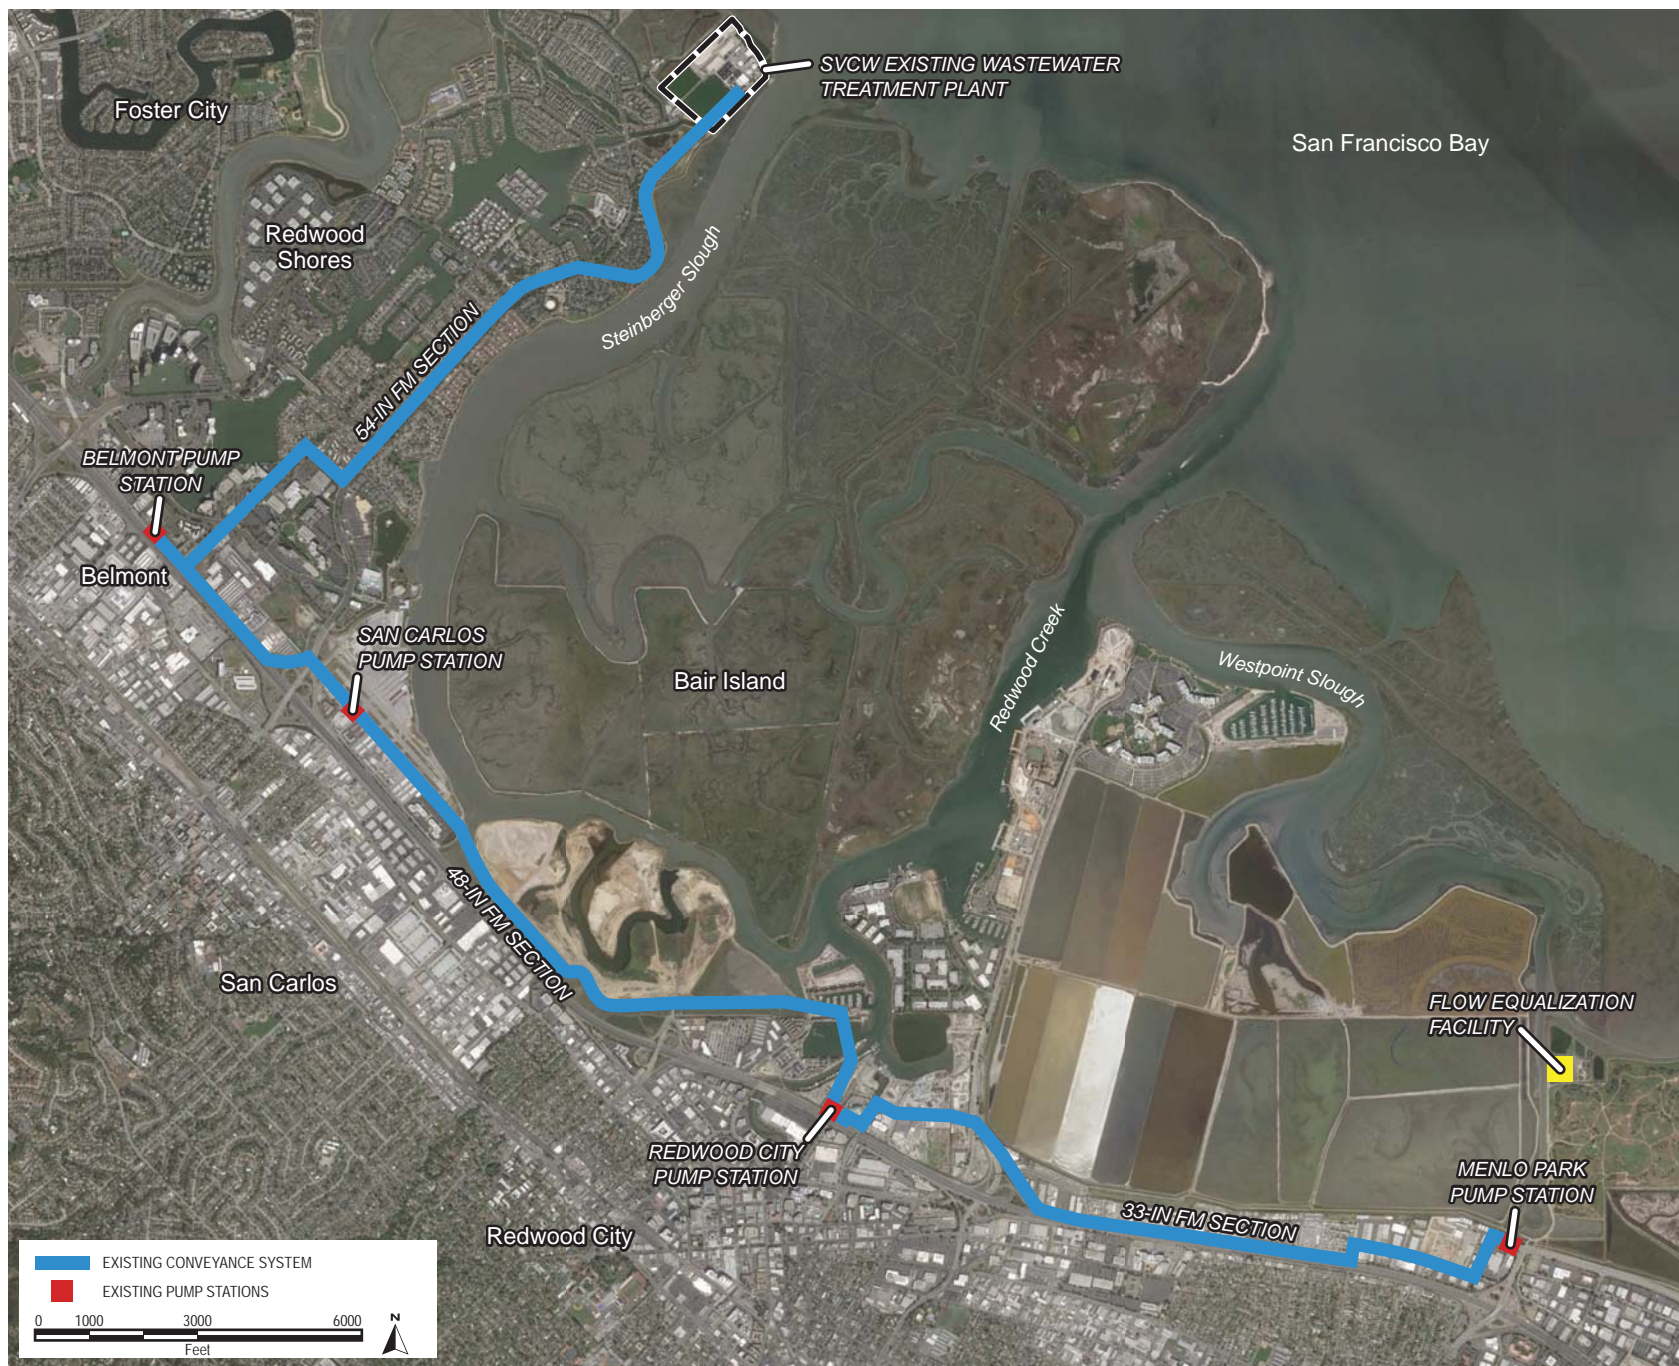 SVCW EXISTING WASTEWATER
TREATMENT PLANT
Foster City
San Francisco Bay
Redwood
Shores
Steinberger Slough
54-IN FM SECTION
BELMONT PUMP
STATION
Belmont
SAN CARLOS
PUMP STATION
Bair Island
Redwood Creek
Westpoint Slough
48-IN FM SECTION
San Carlos
FLOW EQUALIZATION
FACILITY
REDWOOD CITY
PUMP STATION
MENLO PARK
PUMP STATION
33-IN FM SECTION
Redwood City
EXISTING CONVEYANCE SYSTEM
EXISTING PUMP STATIONS
0 1000 3000 6000
Feet
N